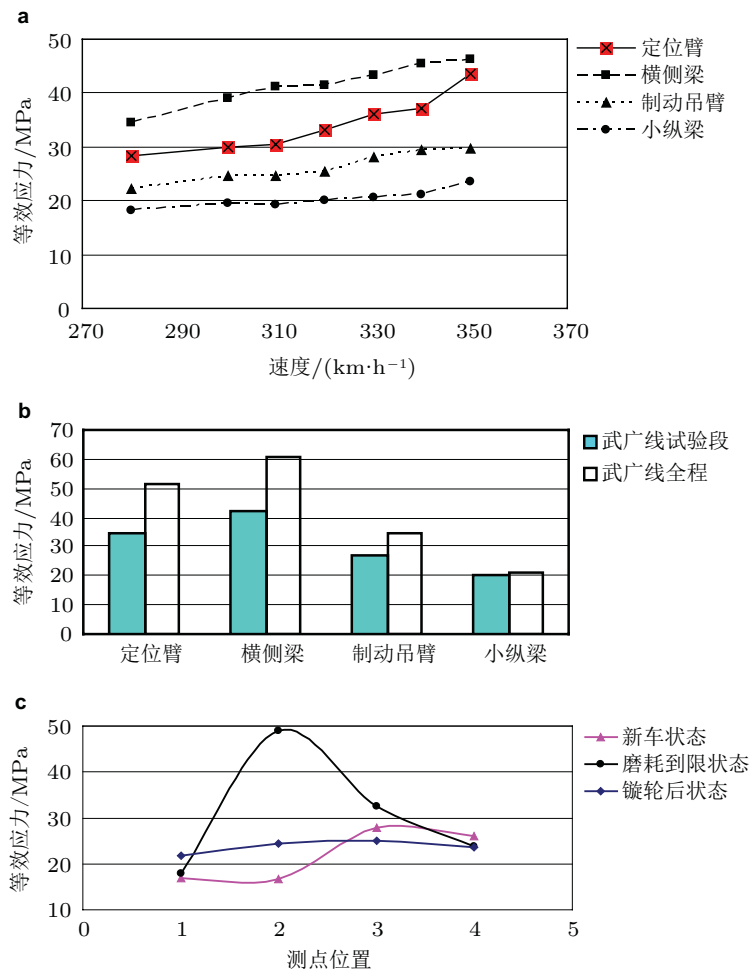 a
50
40
30
20
10
0
等效应力/MPa
270 290 310 330 350 370
速度/(km·h⁻¹)
定位臂
横侧梁
制动吊臂
小纵梁
b
70
60
50
40
30
20
10
0
等效应力/MPa
定位臂 横侧梁 制动吊臂 小纵梁
武广线试验段
武广线全程
c
50
40
30
20
10
等效应力/MPa
0 1 2 3 4 5
测点位置
新车状态
磨耗到限状态
镟轮后状态